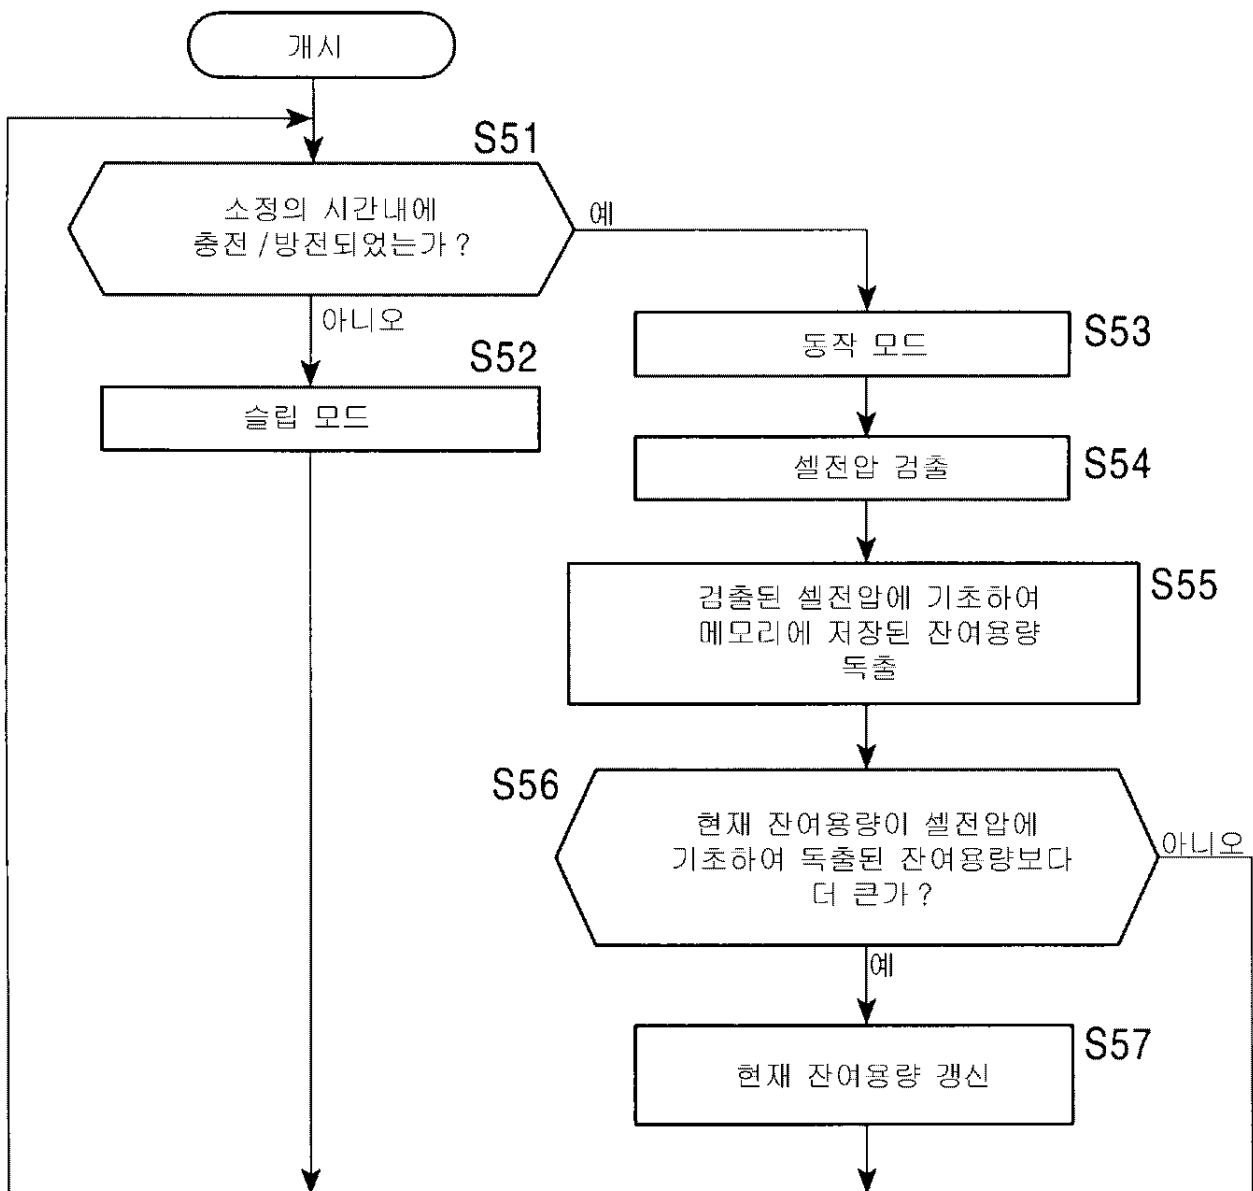 개시
S51
소정의 시간내에
충전/방전되었는가?
예
아니오
S52
슬립 모드
S53
동작 모드
S54
셀전압 검출
S55
검출된 셀전압에 기초하여
메모리에 저장된 잔여용량
독출
S56
현재 잔여용량이 셀전압에
기초하여 독출된 잔여용량보다
더 큰가?
아니오
예
S57
현재 잔여용량 갱신